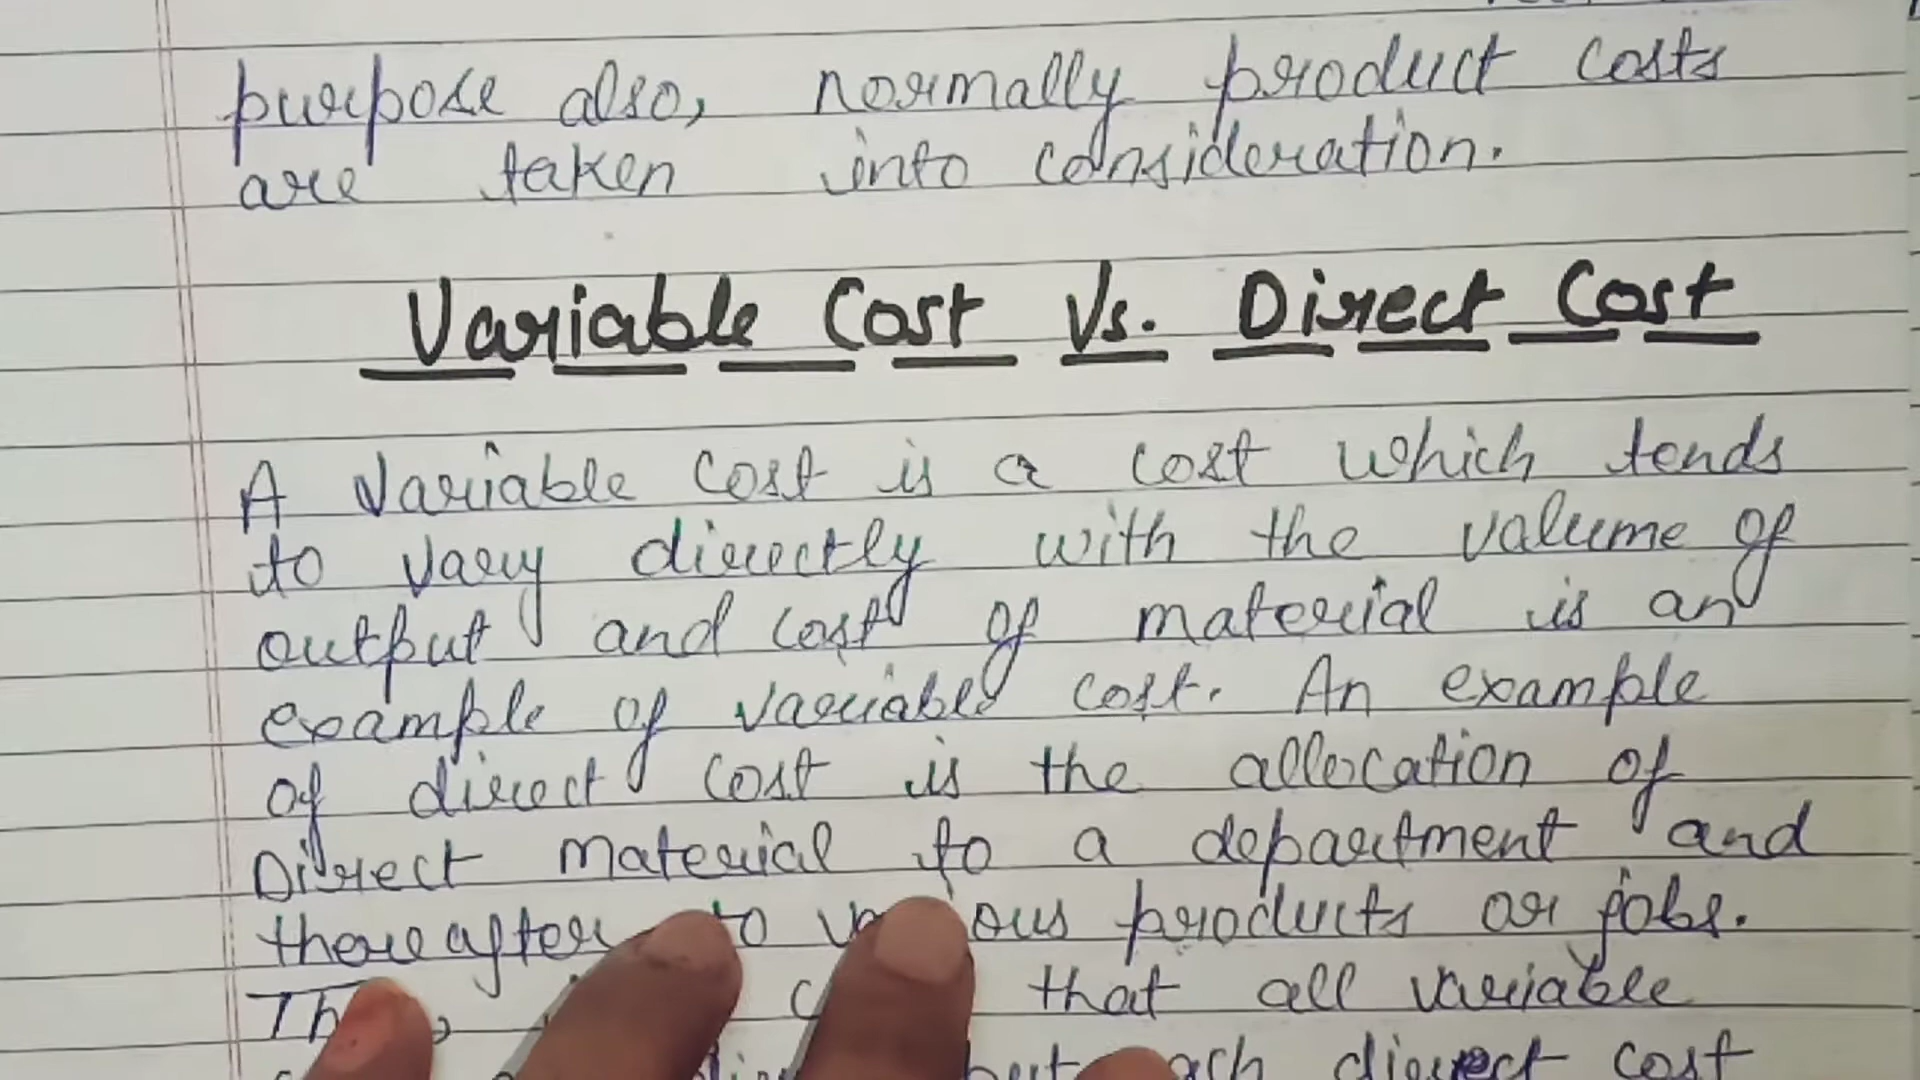 purpose also, normally product costs
are taken into consideration.
Variable Cost Vs. Direct Cost
A Variable Cost is a cost which tends
to vary directly with the volume of
output and cost of material is an
example of variable cost. An example
of direct cost is the allocation of
Direct material to a department and
thereafter to products or jobs.
that all variable
direct cost